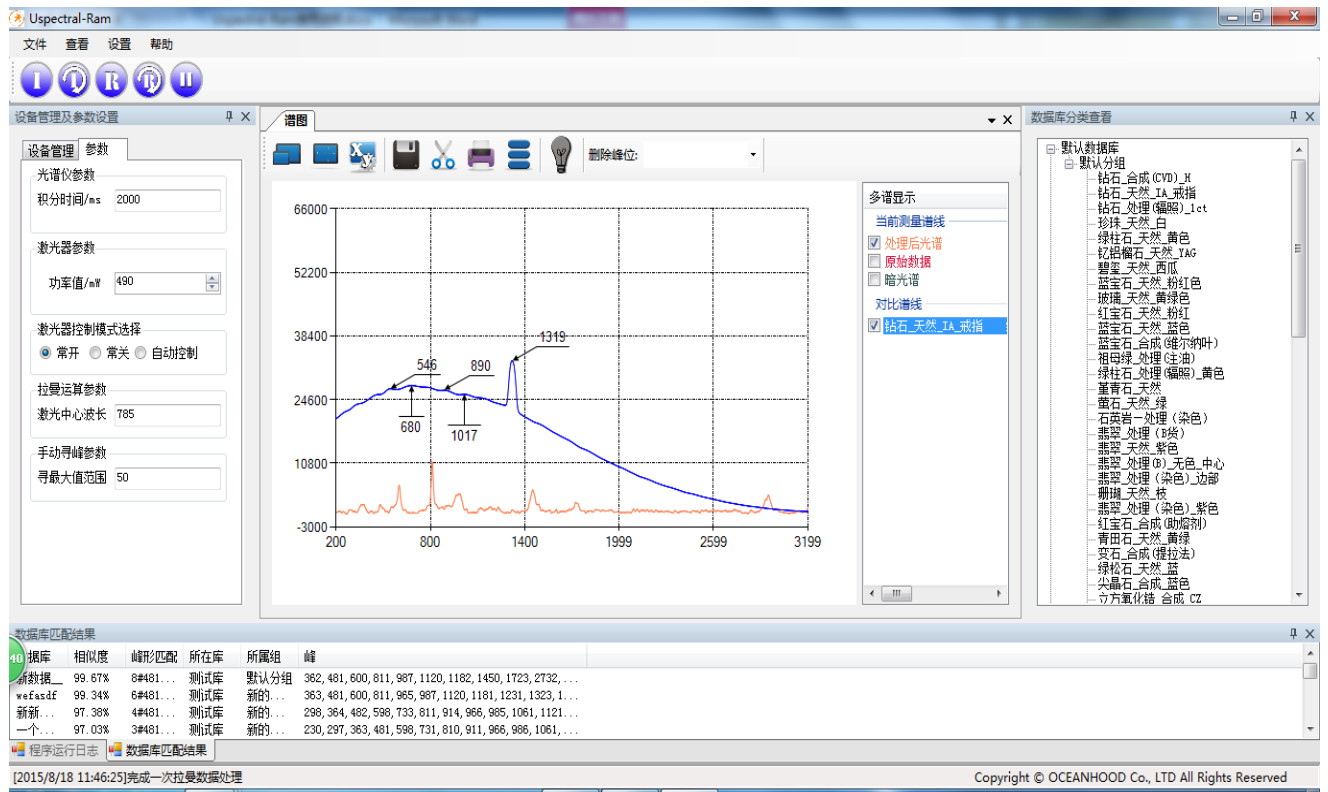 Uspectral-Ram
文件 查看 设置 帮助
I I R R II
设备管理及参数设置
设备管理 参数
光谱仪参数
积分时间/ms 2000
激光器参数
功率值/mW 490
激光器控制模式选择
常开 常关 自动控制
拉曼运算参数
激光中心波长 785
手动寻峰参数
寻最大值范围 50
谱图
删除峰位:
66000
52200
38400
24600
10800
-3000
200 800 1400 1999 2599 3199
546 890 1319
680 1017
多谱显示
当前测量谱线
处理后光谱
原始数据
暗光谱
对比谱线
钻石_天然_IA_戒指
数据库分类查看
默认数据库
默认分组
钻石_合成(CVD)_H
钻石_天然_IA_戒指
钻石_处理(辐照)_1ct
珍珠_天然_白
绿柱石_天然_黄色
钇铝榴石_天然_YAG
碧玺_天然_西瓜
蓝宝石_天然_粉红色
玻璃_天然_黄绿色
红宝石_天然_粉红
蓝宝石_天然_蓝色
蓝宝石_合成(维尔纳叶)
祖母绿_处理(注油)
绿柱石_处理(辐照)_黄色
堇青石_天然
萤石_天然_绿
石英岩－处理（染色）
翡翠_处理（B货）
翡翠_天然_紫色
翡翠_处理(B)_无色_中心
翡翠_处理（染色)_边部
珊瑚_天然_枝
翡翠_处理（染色)_紫色
红宝石_合成(助熔剂)
青田石_天然_黄绿
变石_合成(提拉法)
绿松石_天然_蓝
尖晶石_合成_蓝色
立方氧化锆_合成_CZ
数据库匹配结果
据库 相似度 峰形匹配 所在库 所属组 峰
新数据__ 99.67% 8#481... 测试库 默认分组 362, 481, 600, 811, 987, 1120, 1182, 1450, 1723, 2732, ...
wefasdf 99.34% 6#481... 测试库 新的... 363, 481, 600, 811, 965, 987, 1120, 1181, 1231, 1323, 1...
新新... 97.38% 4#481... 测试库 新的... 298, 364, 482, 598, 733, 811, 914, 966, 985, 1061, 1121...
一个... 97.03% 3#481... 测试库 新的... 230, 297, 363, 481, 598, 731, 810, 911, 966, 986, 1061, ...
程序运行日志 数据库匹配结果
[2015/8/18 11:46:25]完成一次拉曼数据处理
Copyright © OCEANHOOD Co., LTD All Rights Reserved